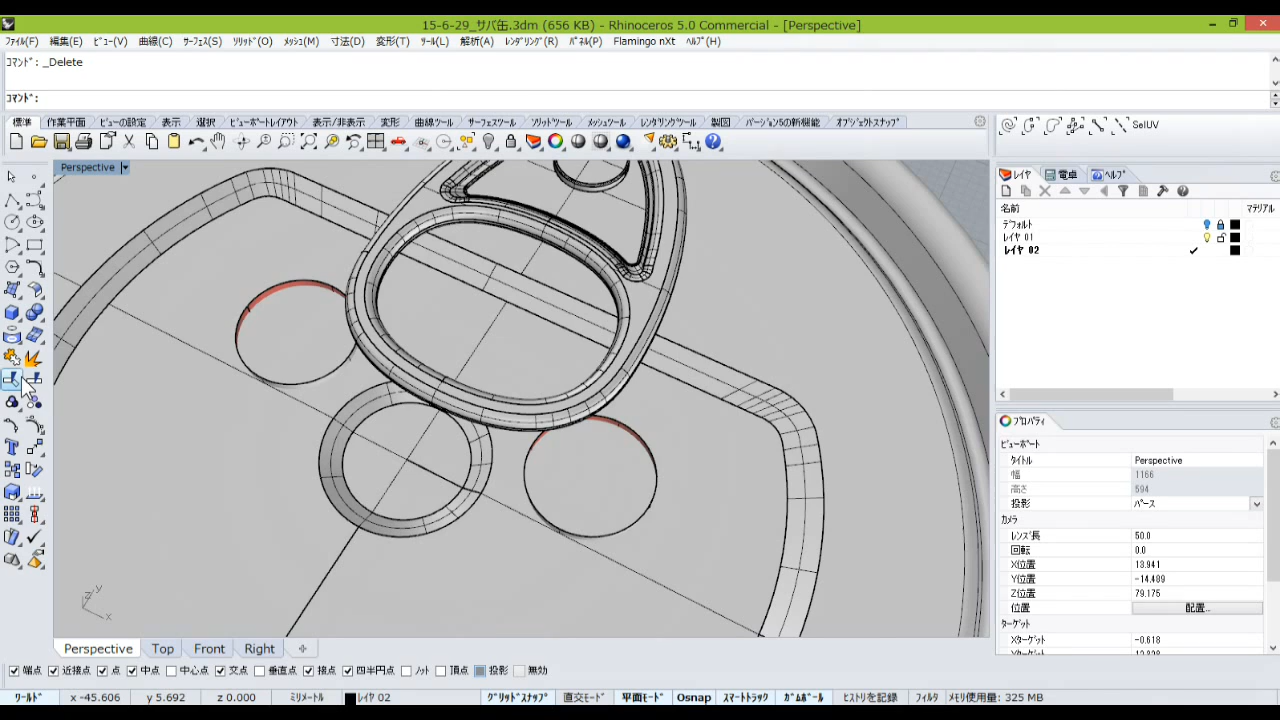 15-6-29_サバ缶.3dm (656 KB) - Rhinoceros 5.0 Commercial - [Perspective]
ﾌｧｲﾙ(F) 編集(E) ﾋﾞｭｰ(V) 曲線(C) ｻｰﾌｪｽ(S) ｿﾘｯﾄﾞ(O) ﾒｯｼｭ(M) 寸法(D) 変形(T) ﾂｰﾙ(L) 解析(A) ﾚﾝﾀﾞﾘﾝｸﾞ(R) ﾊﾟﾈﾙ(P) Flamingo nXt ﾍﾙﾌﾟ(H)
ｺﾏﾝﾄﾞ: _Delete
ｺﾏﾝﾄﾞ:
標準 作業平面 ﾋﾞｭｰの設定 表示 選択 ﾋﾞｭｰﾎﾟｰﾄﾚｲｱｳﾄ 表示/非表示 変形 曲線ﾂｰﾙ ｻｰﾌｪｽﾂｰﾙ ｿﾘｯﾄﾞﾂｰﾙ ﾒｯｼｭﾂｰﾙ ﾚﾝﾀﾞﾘﾝｸﾞﾂｰﾙ 製図 ﾊﾞｰｼﾞｮﾝ5の新機能 ｵﾌﾞｼﾞｪｸﾄｽﾅｯﾌﾟ
SelUV
Perspective
ﾚｲﾔ 電卓 ﾍﾙﾌﾟ
名前 ﾏﾃﾘｱﾙ
ﾃﾞﾌｫﾙﾄ
ﾚｲﾔ 01
ﾚｲﾔ 02
ﾌﾟﾛﾊﾟﾃｨ
ﾋﾞｭｰﾎﾟｰﾄ
ﾀｲﾄﾙ Perspective
幅 1166
高さ 594
投影 ﾊﾟｰｽ
ｶﾒﾗ
ﾚﾝｽﾞ長 50.0
回転 0.0
X位置 13.941
Y位置 -14.489
Z位置 79.175
位置 配置...
ﾀｰｹﾞｯﾄ
Xﾀｰｹﾞｯﾄ -0.618
z y
x
Perspective Top Front Right
端点 近接点 点 中点 中心点 交点 垂直点 接点 四半円点 ﾉｯﾄ 頂点 投影 無効
ﾜｰﾙﾄﾞ x -45.606 y 5.692 z 0.000 ﾐﾘﾒｰﾄﾙ ﾚｲﾔ 02 ｸﾞﾘｯﾄﾞｽﾅｯﾌﾟ 直交ﾓｰﾄﾞ 平面ﾓｰﾄﾞ Osnap ｽﾏｰﾄﾄﾗｯｸ ｶﾞﾑﾎﾞｰﾙ ﾋｽﾄﾘを記録 ﾌｨﾙﾀ ﾒﾓﾘ使用量: 325 MB